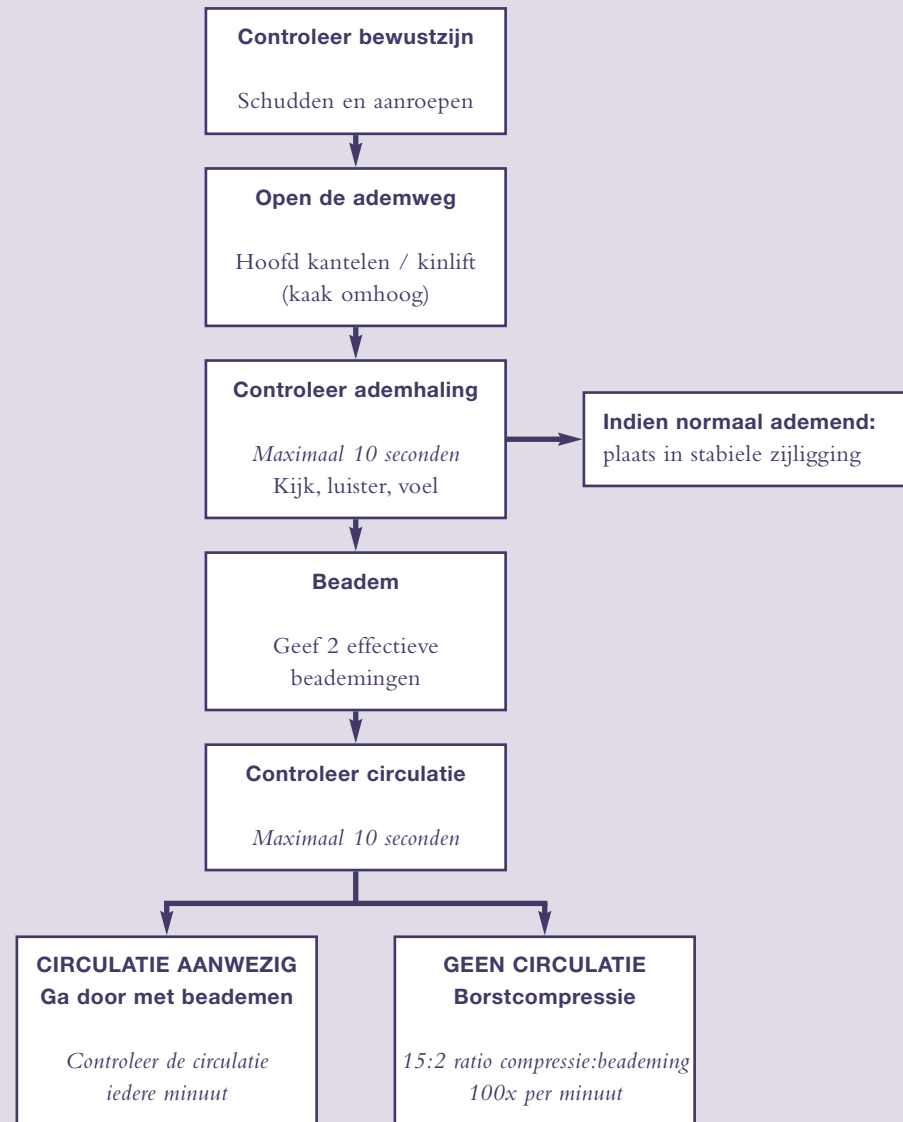 Controleer bewustzijn
Schudden en aanroepen
Open de ademweg
Hoofd kantelen / kinlift
(kaak omhoog)
Controleer ademhaling
Maximaal 10 seconden
Kijk, luister, voel
Indien normaal ademend:
plaats in stabiele zijligging
Beadem
Geef 2 effectieve
beademingen
Controleer circulatie
Maximaal 10 seconden
CIRCULATIE AANWEZIG
Ga door met beademen
Controleer de circulatie
iedere minuut
GEEN CIRCULATIE
Borstcompressie
15:2 ratio compressie:beademing
100x per minuut